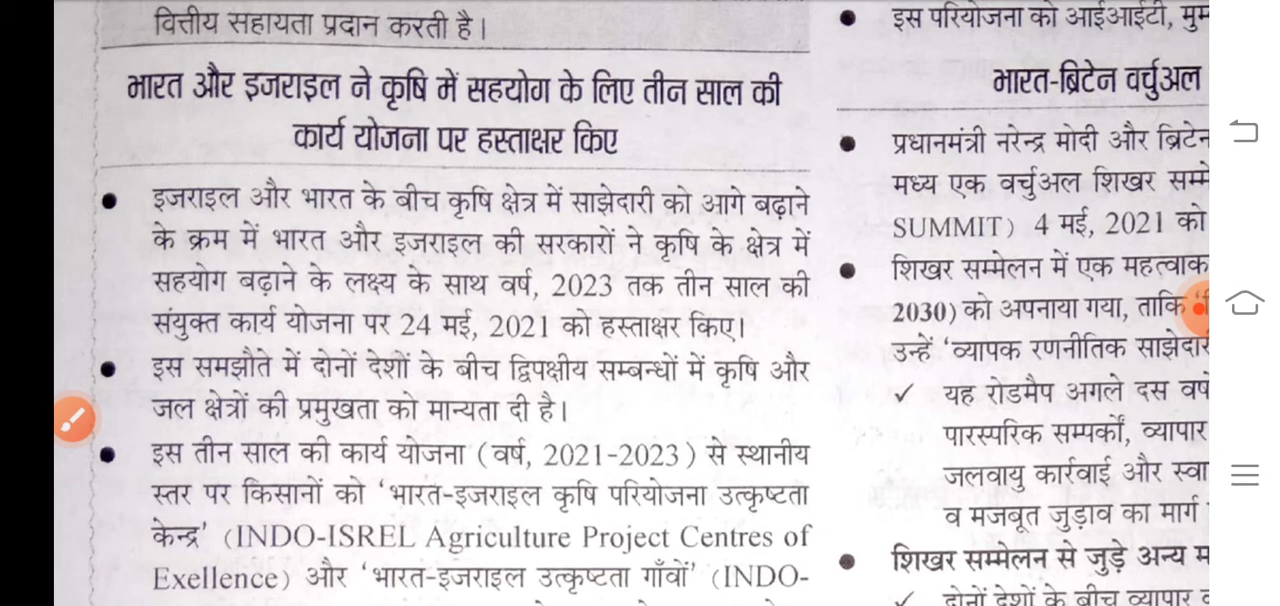 वित्तीय सहायता प्रदान करती है।
भारत और इजराइल ने कृषि में सहयोग के लिए तीन साल की
कार्य योजना पर हस्ताक्षर किए
● इजराइल और भारत के बीच कृषि क्षेत्र में साझेदारी को आगे बढ़ाने
के क्रम में भारत और इजराइल की सरकारों ने कृषि के क्षेत्र में
सहयोग बढ़ाने के लक्ष्य के साथ वर्ष, 2023 तक तीन साल की
संयुक्त कार्य योजना पर 24 मई, 2021 को हस्ताक्षर किए।
● इस समझौते में दोनों देशों के बीच द्विपक्षीय सम्बन्धों में कृषि और
जल क्षेत्रों की प्रमुखता को मान्यता दी है।
● इस तीन साल की कार्य योजना (वर्ष, 2021-2023) से स्थानीय
स्तर पर किसानों को ‘भारत-इजराइल कृषि परियोजना उत्कृष्टता
केन्द्र’ (INDO-ISREL Agriculture Project Centres of
Exellence) और ‘भारत-इजराइल उत्कृष्टता गाँवों’ (INDO-
● इस परियोजना को आईआईटी, मुम
भारत-ब्रिटेन वर्चुअल
● प्रधानमंत्री नरेन्द्र मोदी और ब्रिटेन
मध्य एक वर्चुअल शिखर सम्मे
SUMMIT) 4 मई, 2021 को
● शिखर सम्मेलन में एक महत्वाक
2030) को अपनाया गया, ताकि
उन्हें ‘व्यापक रणनीतिक साझेदार
✓ यह रोडमैप अगले दस वर्ष
पारस्परिक सम्पर्कों, व्यापार
जलवायु कार्रवाई और स्वा
व मजबूत जुड़ाव का मार्ग
● शिखर सम्मेलन से जुड़े अन्य म
✓ दोनों देशों के बीच व्यापार